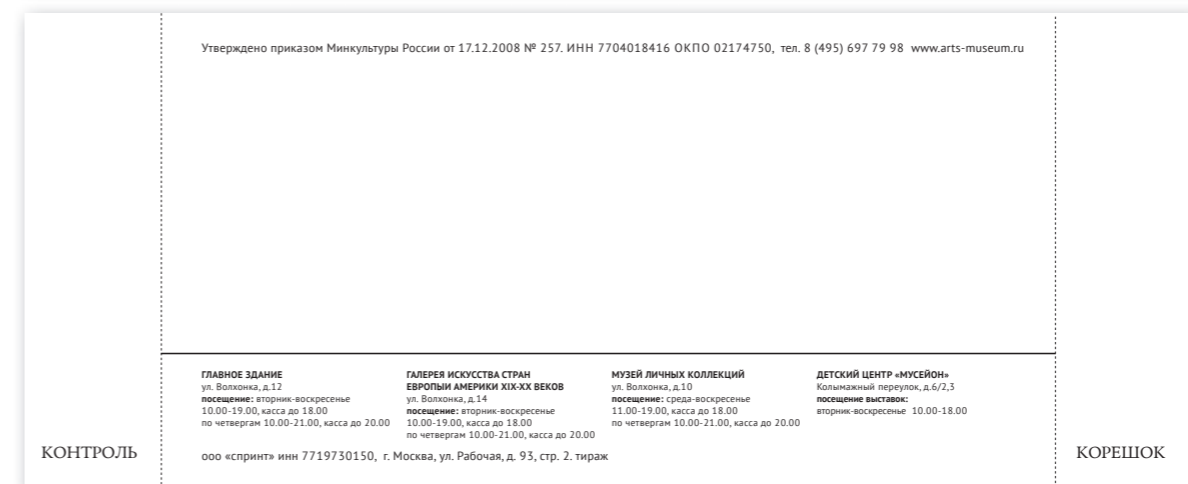 Утверждено приказом Минкультуры России от 17.12.2008 № 257. ИНН 7704018416 ОКПО 02174750, тел. 8 (495) 697 79 98 www.arts-museum.ru
ГЛАВНОЕ ЗДАНИЕ
ул. Волхонка, д.12
посещение: вторник-воскресенье
10.00-19.00, касса до 18.00
по четвергам 10.00-21.00, касса до 20.00
ГАЛЕРЕЯ ИСКУССТВА СТРАН
ЕВРОПЫИ АМЕРИКИ XIX-XX ВЕКОВ
ул. Волхонка, д.14
посещение: вторник-воскресенье
10.00-19.00, касса до 18.00
по четвергам 10.00-21.00, касса до 20.00
МУЗЕЙ ЛИЧНЫХ КОЛЛЕКЦИЙ
ул. Волхонка, д.10
посещение: среда-воскресенье
11.00-19.00, касса до 18.00
по четвергам 10.00-21.00, касса до 20.00
ДЕТСКИЙ ЦЕНТР «МУСЕЙОН»
Колымажный переулок, д.6/2,3
посещение выставок:
вторник-воскресенье 10.00-18.00
КОНТРОЛЬ
ооо «спринт» инн 7719730150, г. Москва, ул. Рабочая, д. 93, стр. 2. тираж
КОРЕШОК